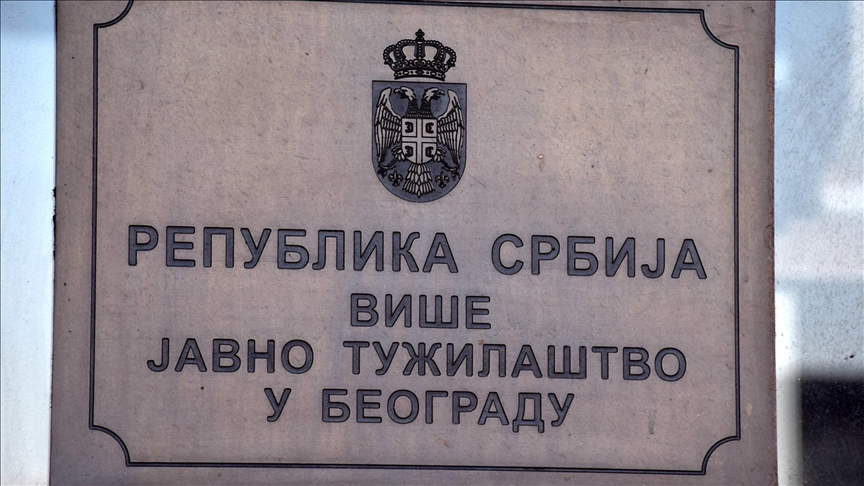 РЕПУБЛИКА СРБИЈА
ВИШЕ
ЈАВНО ТУЖИЛАШТВО
У БЕОГРАДУ